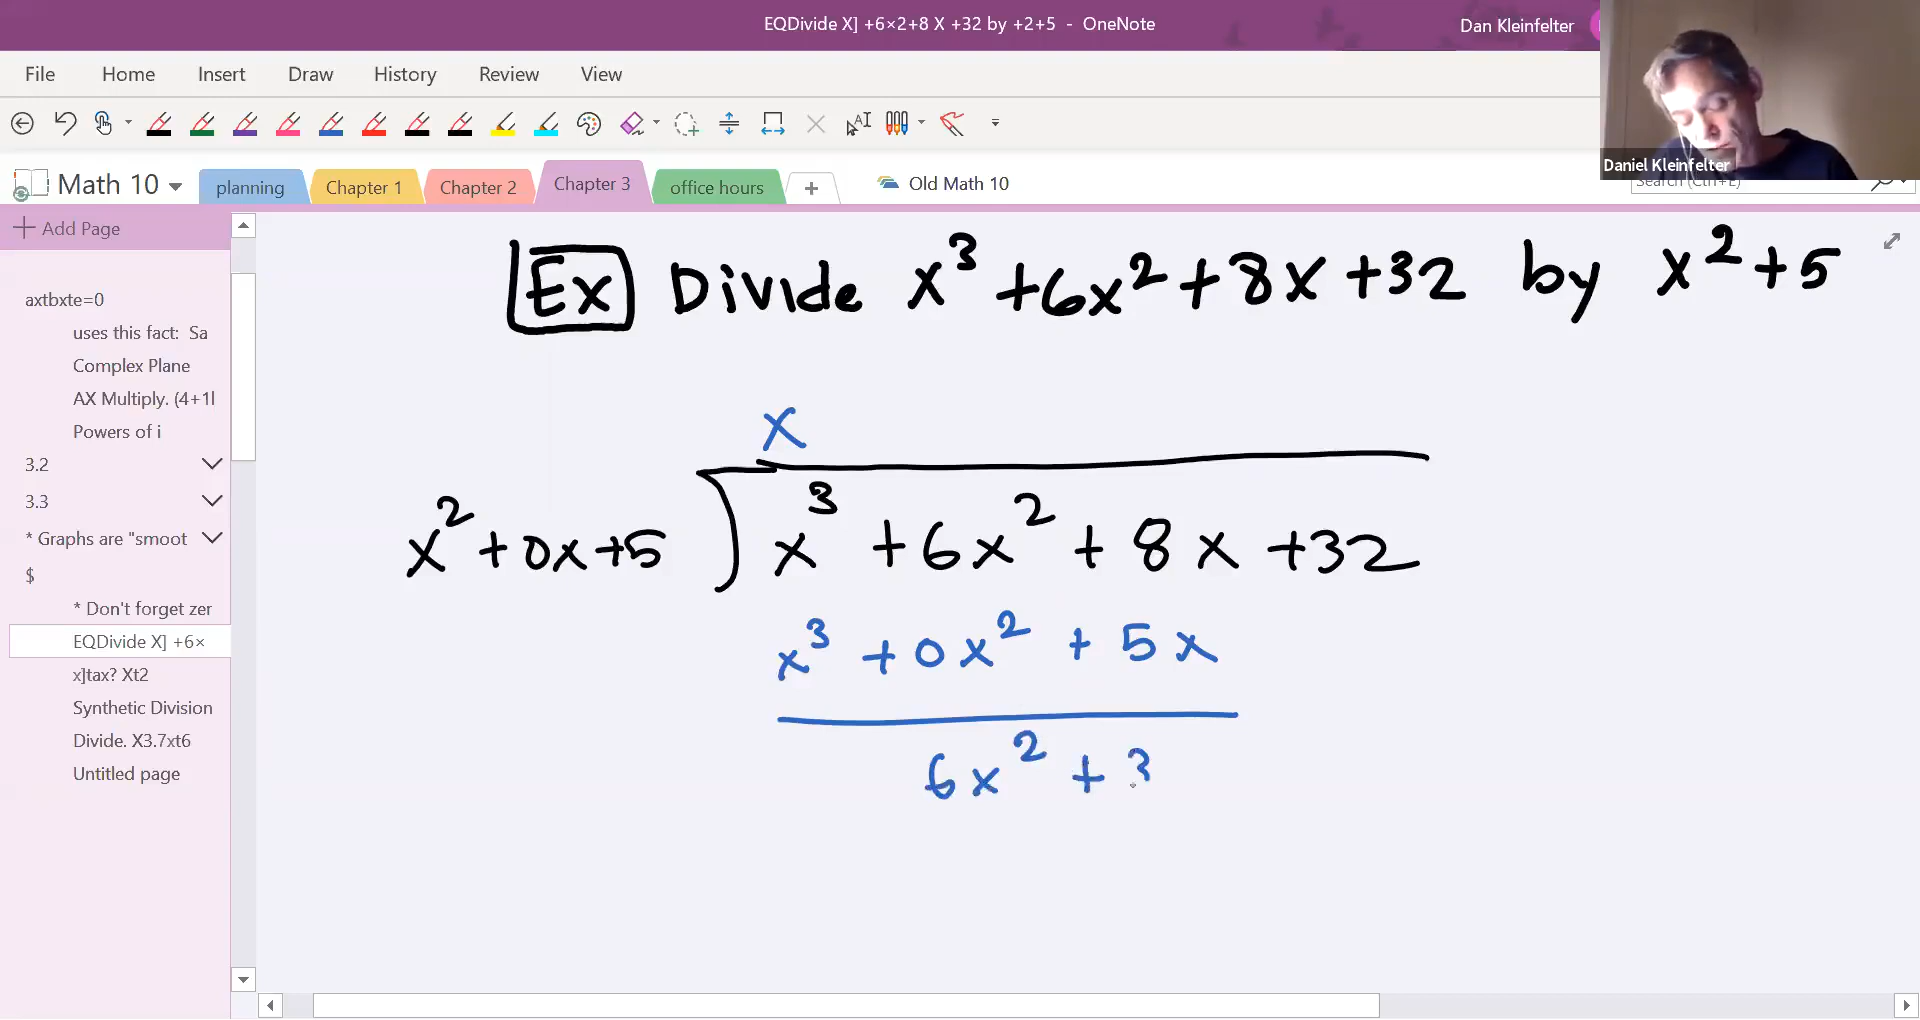 EQDivide X] +6×2+8 X +32 by +2+5 - OneNote
Dan Kleinfelter
File Home Insert Draw History Review View
Daniel Kleinfelter
Math 10
planning
Chapter 1
Chapter 2
Chapter 3
office hours
Old Math 10
Search (Ctrl+E)
Add Page
axtbxte=0
uses this fact: Sa
Complex Plane
AX Multiply. (4+1l
Powers of i
3.2
3.3
* Graphs are "smoot
$
* Don't forget zer
EQDivide X] +6×
x]tax? Xt2
Synthetic Division
Divide. X3.7xt6
Untitled page
Ex Divide x³ + 6x² + 8x + 32 by x² + 5
x
x² + 0x + 5 x³ + 6x² + 8x + 32
x³ + 0x² + 5x
6x² + 3